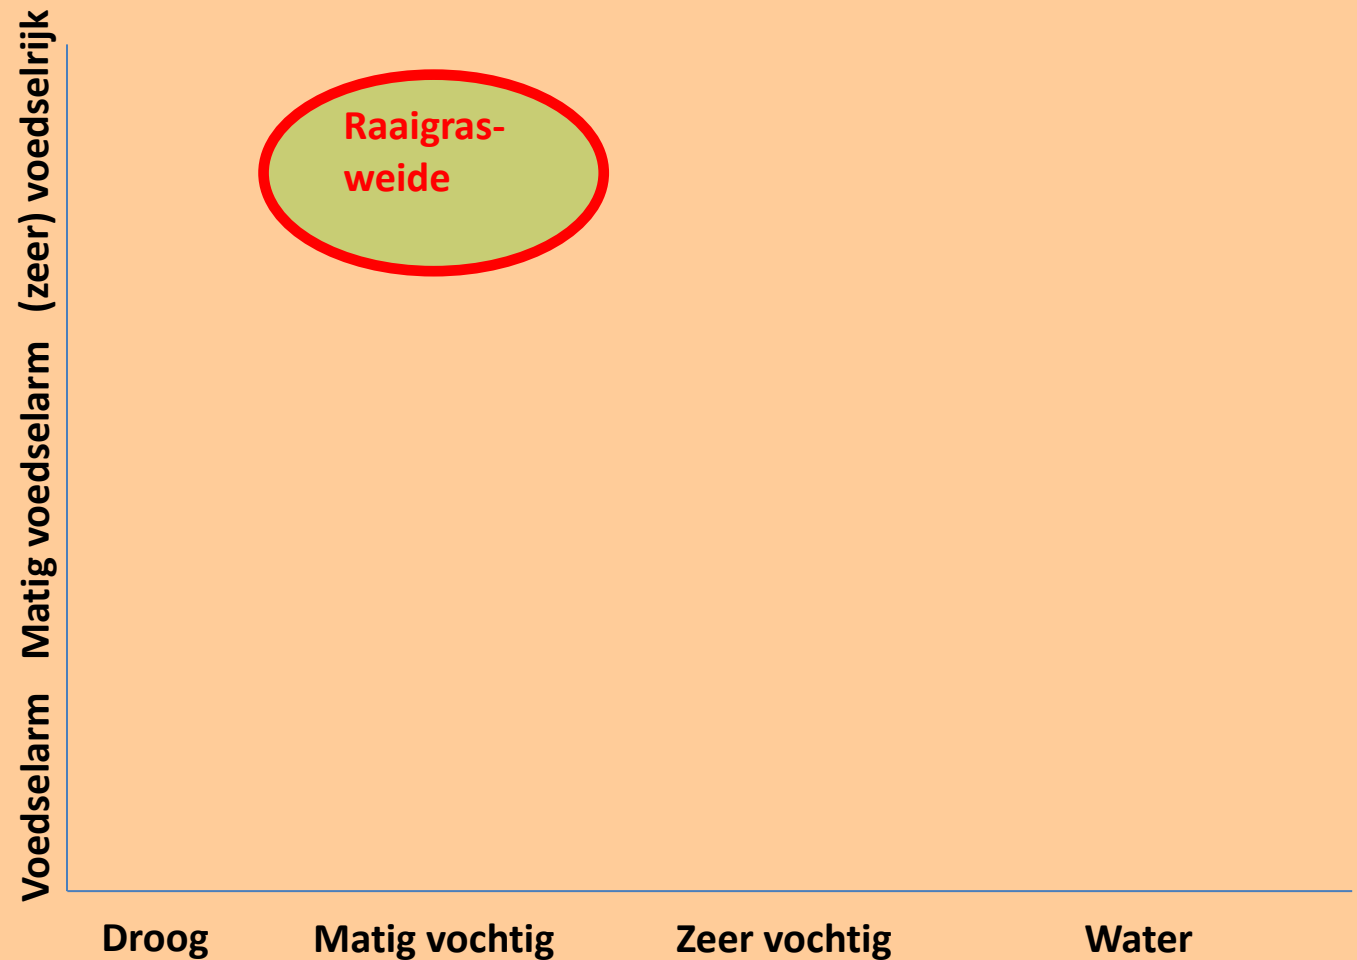 (zeer) voedselrijk
Matig voedselarm
Voedselarm
Raaigras-
weide
Droog
Matig vochtig
Zeer vochtig
Water